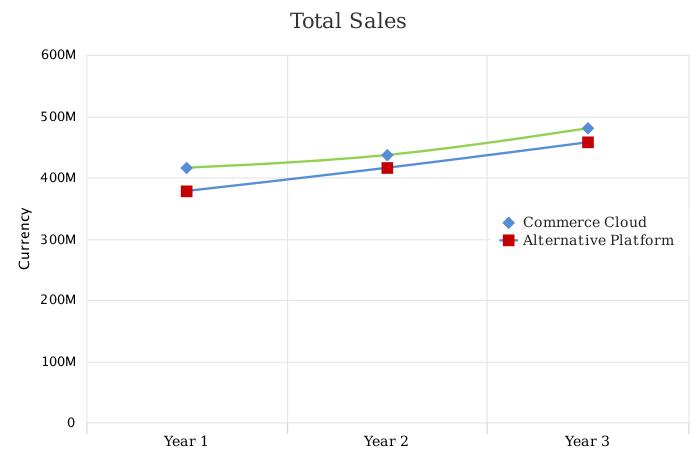 Total Sales
600M
500M
400M
300M
200M
100M
0
Currency
Commerce Cloud
Alternative Platform
Year 1
Year 2
Year 3